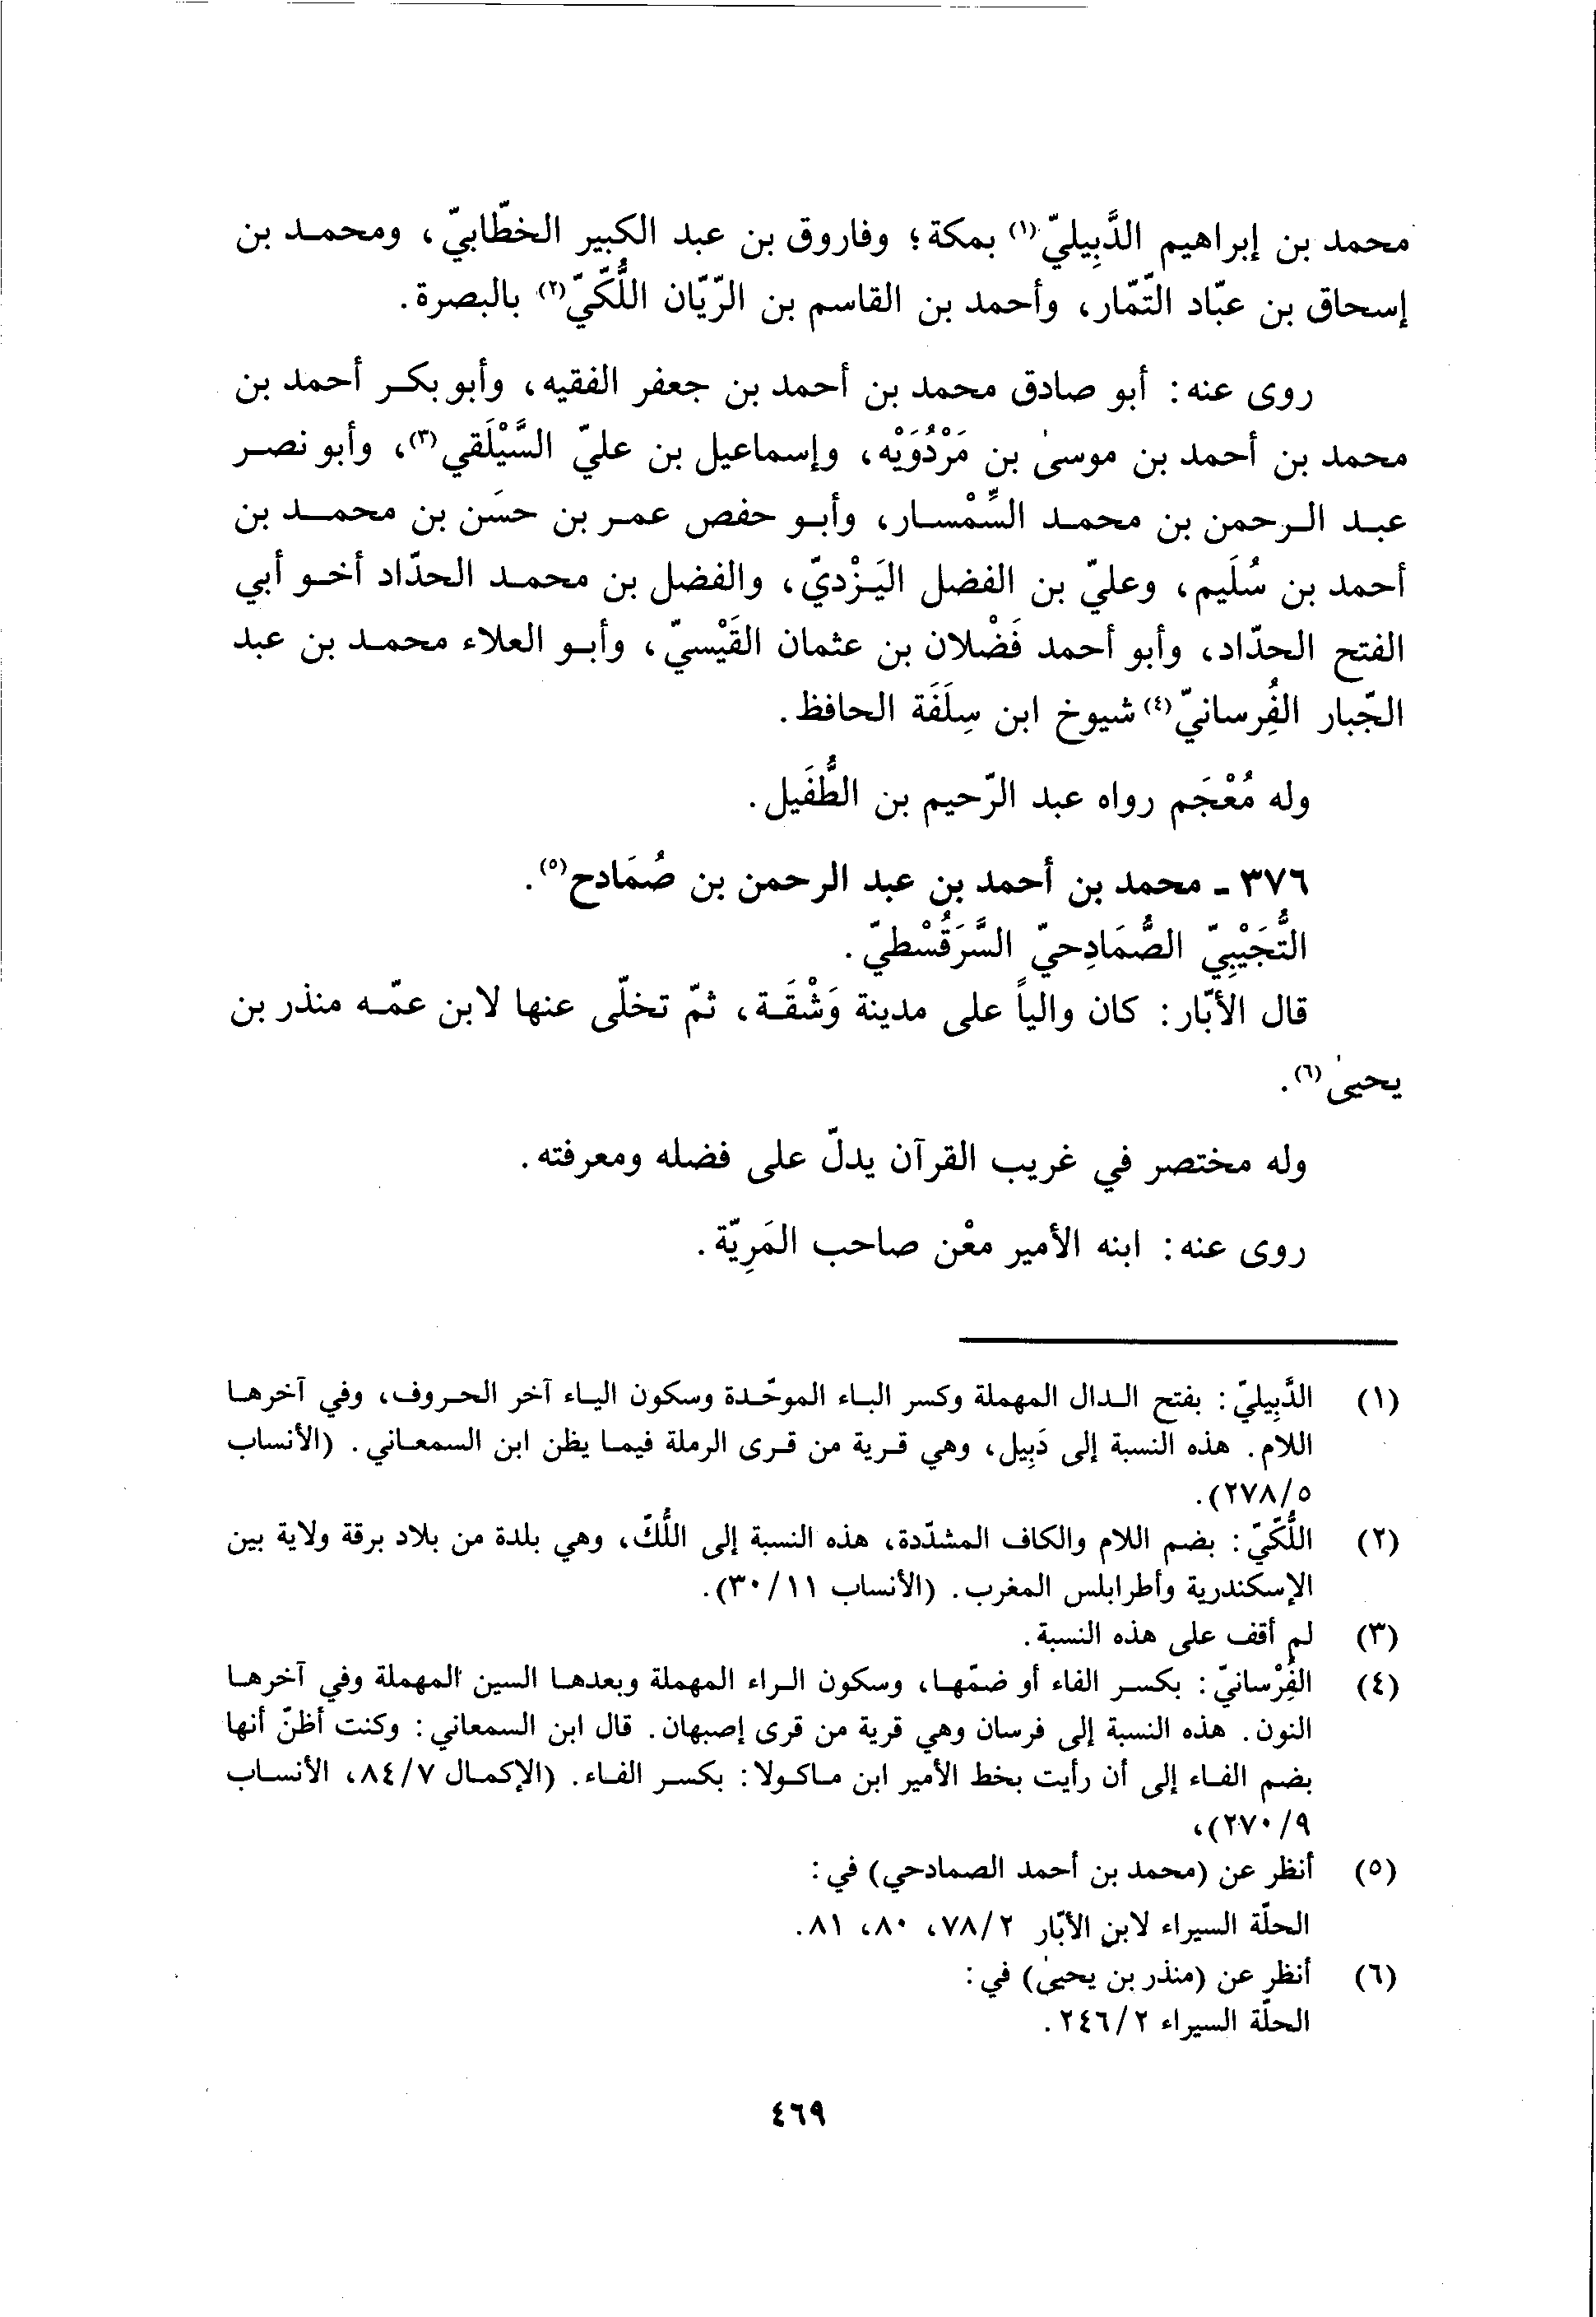 محمد بن إبراهيم الدَّبِيليّ(١) بمكة؛ وفاروق بن عبد الكبير الخطّابيّ، ومحمد بن
إسحاق بن عبّاد التّمّار، وأحمد بن القاسم بن الرّيّان اللُّكّيّ(٢) بالبصرة.
روى عنه: أبو صادق محمد بن أحمد بن جعفر الفقيه، وأبو بكر أحمد بن
محمد بن أحمد بن موسىٰ بن مَرْدُوَيْه، وإسماعيل بن عليّ السَّيْلَقي(٣)، وأبو نصر
عبد الرحمن بن محمد السِّمْسار، وأبو حفص عمر بن حسَن بن محمد بن
أحمد بن سُلَيم، وعليّ بن الفضل اليَزْديّ، والفضل بن محمد الحدّاد أخو أبي
الفتح الحدّاد، وأبو أحمد فَضْلان بن عثمان القَيْسيّ، وأبو العلاء محمد بن عبد
الجّبار الفُِرسانيّ(٤) شيوخ ابن سِلَفَة الحافظ.
وله مُعْجَم رواه عبد الرّحيم بن الطُّفَيل.
٣٧٦ - محمد بن أحمد بن عبد الرحمن بن صُمَادح(٥).
التُّجَيْبِيّ الصُّمَادِحيّ السَّرَقُسْطيّ.
قال الأبّار: كان والياً على مدينة وَشْقَة، ثمّ تخلّى عنها لابن عمّه منذر بن
يحيىٰ(٦).
وله مختصر في غريب القرآن يدلّ على فضله ومعرفته.
روى عنه: ابنه الأمير معْن صاحب المَرِيّة.
(١) الدَّبِيليّ: بفتح الدال المهملة وكسر الباء الموحّدة وسكون الياء آخر الحروف، وفي آخرها
اللام. هذه النسبة إلى دَبِيل، وهي قرية من قرى الرملة فيما يظن ابن السمعاني. (الأنساب
٢٧٨/٥).
(٢) اللُّكّيّ: بضم اللام والكاف المشدّدة، هذه النسبة إلى اللُّكّ، وهي بلدة من بلاد برقة ولاية بين
الإسكندرية وأطرابلس المغرب. (الأنساب ٣٠/١١).
(٣) لم أقف على هذه النسبة.
(٤) الفُِرْسانيّ: بكسر الفاء أو ضمّها، وسكون الراء المهملة وبعدها السين المهملة وفي آخرها
النون. هذه النسبة إلى فرسان وهي قرية من قرى إصبهان. قال ابن السمعاني: وكنت أظنّ أنها
بضم الفاء إلى أن رأيت بخط الأمير ابن ماكولا: بكسر الفاء. (الإكمال ٨٤/٧، الأنساب
٢٧٠/٩)،
(٥) أنظر عن (محمد بن أحمد الصمادحي) في:
الحلّة السيراء لابن الأبّار ٧٨/٢، ٨٠، ٨١.
(٦) أنظر عن (منذر بن يحيىٰ) في:
الحلّة السيراء ٢٤٦/٢.
٤٦٩